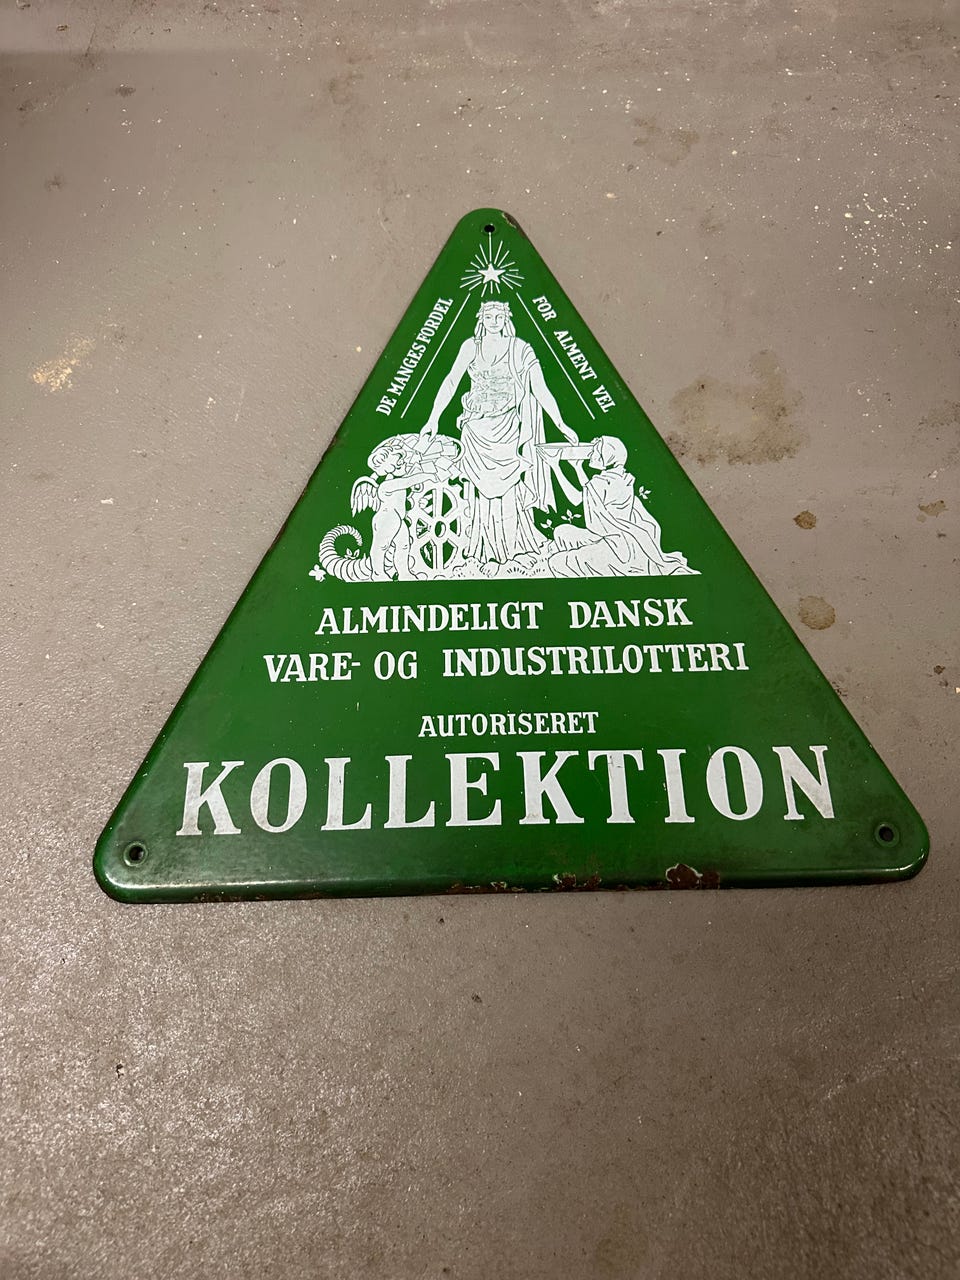 DE MANGES FORDEL
FOR ALMENT VEL
ALMINDELIGT DANSK
VARE- OG INDUSTRILOTTERI
AUTORISERET
KOLLEKTION